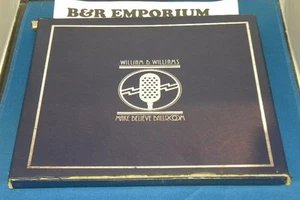 B&R EMPORIUM
WILLIAM B. WILLIAMS
MAKE BELIEVE BALLROOM